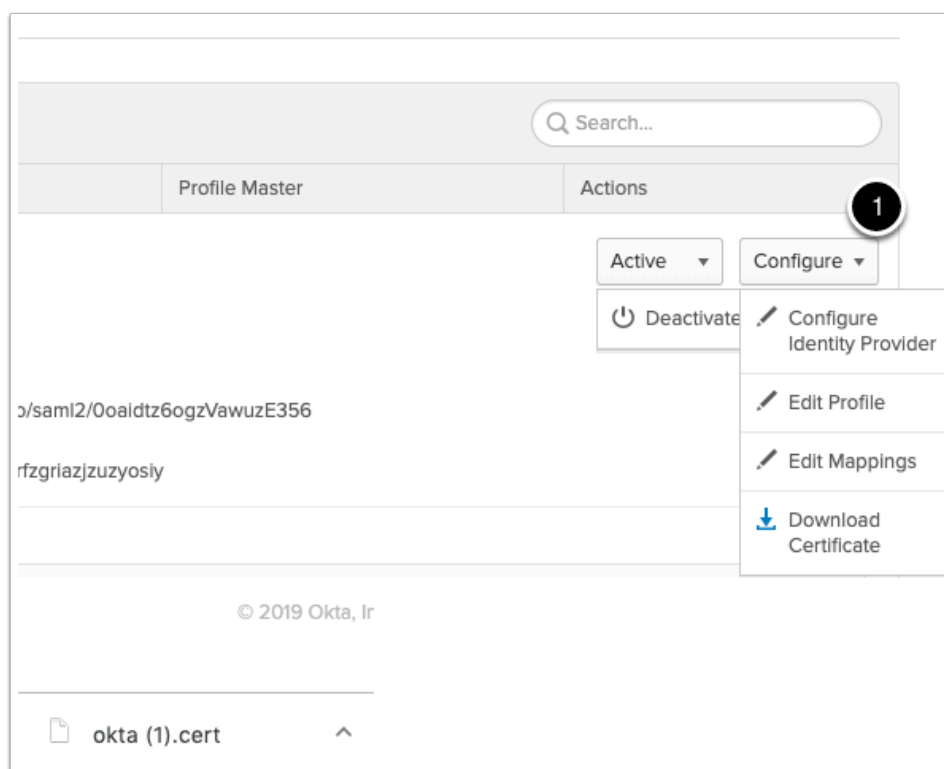 Search...
Profile Master
Actions
1
Active
Configure
Deactivate
Configure
Identity Provider
o/saml2/0oaidtz6ogzVawuzE356
Edit Profile
rfzgriazjzuzyosiy
Edit Mappings
Download
Certificate
© 2019 Okta, Ir
okta (1).cert